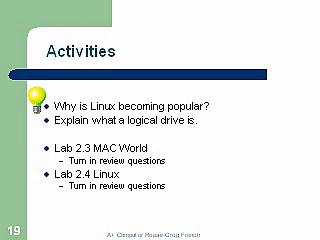 Activities
Why is Linux becoming popular?
Explain what a logical drive is.
Lab 2.3 MAC World
– Turn in review questions
Lab 2.4 Linux
– Turn in review questions
19
A+ Computer Repair-Greg French